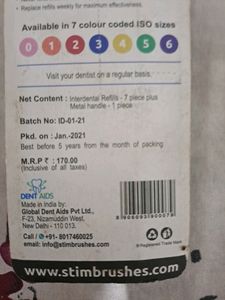 • Replace refills weekly for maximum effectiveness.
Available in 7 colour coded ISO sizes
0 1 2 3 4 5 6
Visit your dentist on a regular basis.
Net Content : Interdental Refills - 7 piece plus
Metal handle - 1 piece
Batch No: ID-01-21
Pkd. on : Jan.-2021
Best before 5 years from the month of packing
M.R.P ₹ : 170.00
(Inclusive of all taxes)
DENT AIDS
Made in India by:
Global Dent Aids Pvt Ltd.,
F-23, Nizamuddin West,
New Delhi - 110 013.
Call / +91- 8017460025
email: info@stimbrushes.com
8906093180007
® Registered Trade Mark
www.stimbrushes.com